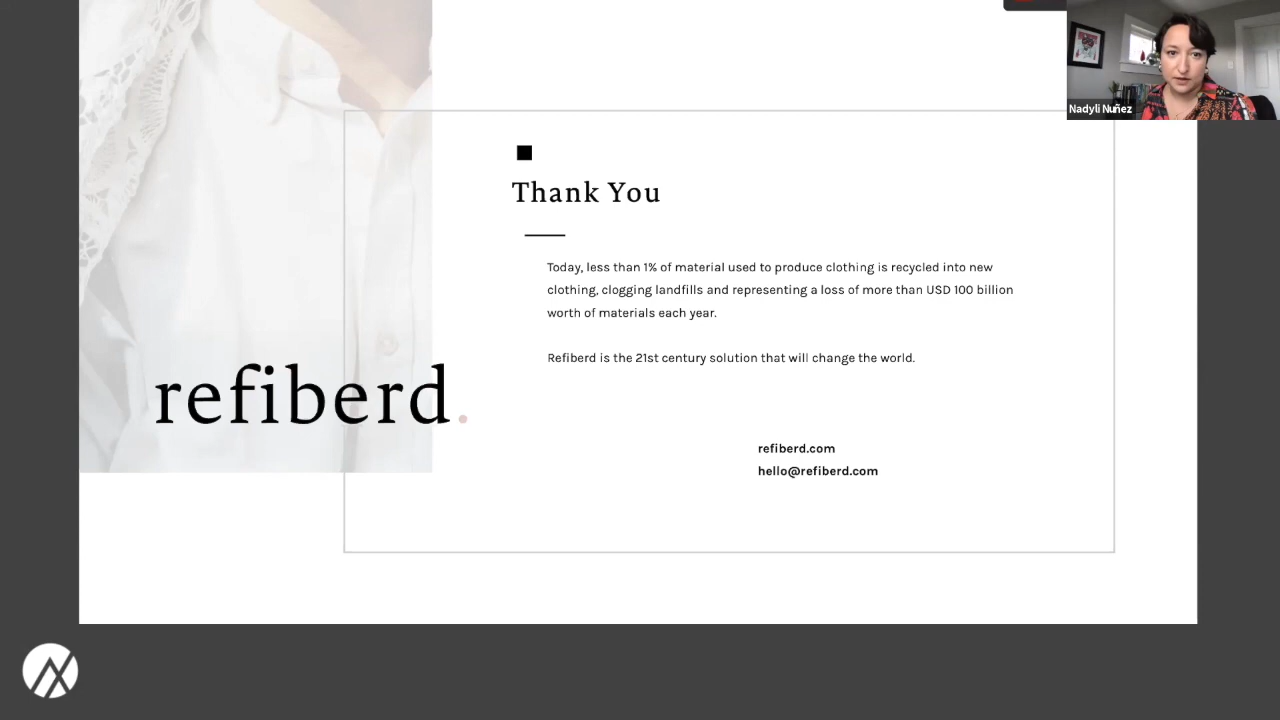 Nadyli Nuñez
Thank You
Today, less than 1% of material used to produce clothing is recycled into new
clothing, clogging landfills and representing a loss of more than USD 100 billion
worth of materials each year.
Refiberd is the 21st century solution that will change the world.
refiberd.
refiberd.com
hello@refiberd.com